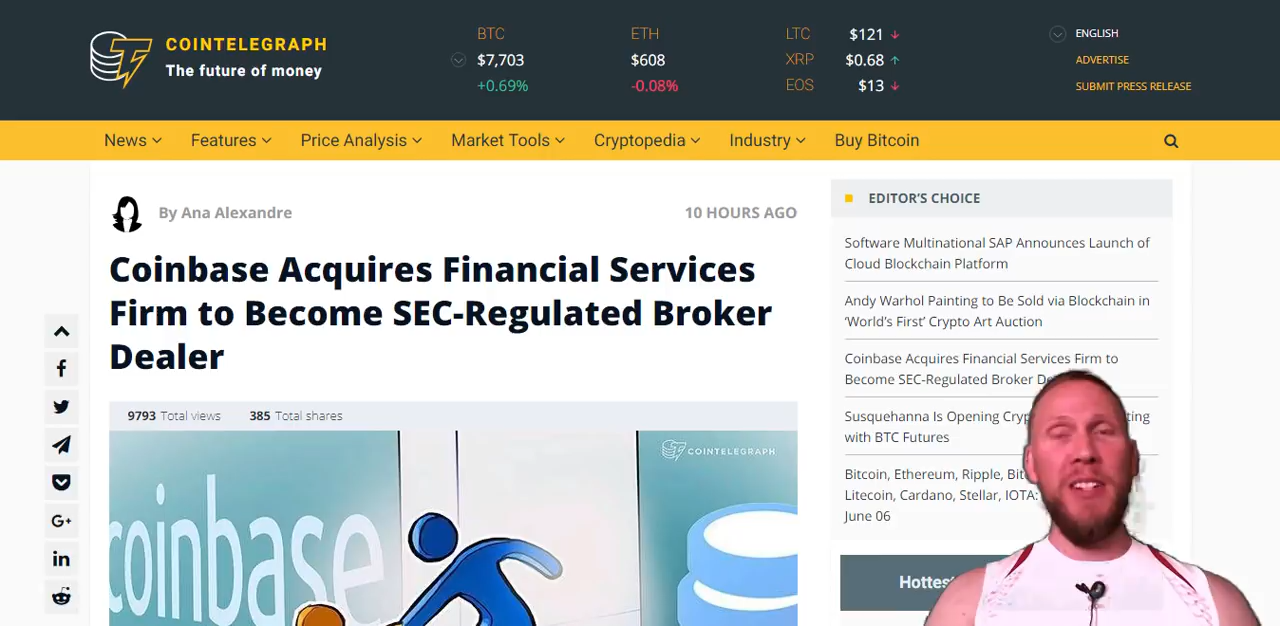 COINTELEGRAPH
The future of money
BTC
$7,703
+0.69%
ETH
$608
-0.08%
LTC $121
XRP $0.68
EOS $13
ENGLISH
ADVERTISE
SUBMIT PRESS RELEASE
News Features Price Analysis Market Tools Cryptopedia Industry Buy Bitcoin
By Ana Alexandre 10 HOURS AGO
Coinbase Acquires Financial Services
Firm to Become SEC-Regulated Broker
Dealer
9793 Total views 385 Total shares
COINTELEGRAPH
coinbase
G+
in
EDITOR'S CHOICE
Software Multinational SAP Announces Launch of
Cloud Blockchain Platform
Andy Warhol Painting to Be Sold via Blockchain in
‘World’s First’ Crypto Art Auction
Coinbase Acquires Financial Services Firm to
Become SEC-Regulated Broker
Susquehanna Is Opening
with BTC Futures
Bitcoin, Ethereum, Ripple,
Litecoin, Cardano, Stellar, IOTA:
June 06